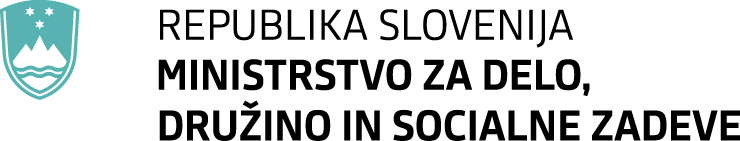 REPUBLIKA SLOVENIJA
MINISTRSTVO ZA DELO,
DRUŽINO IN SOCIALNE ZADEVE